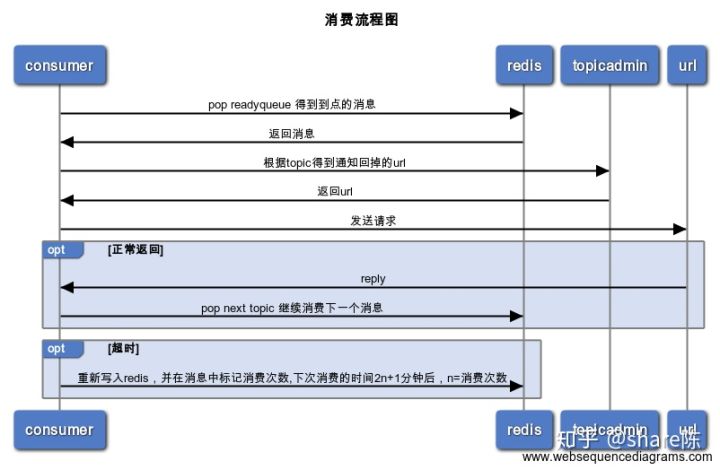 消费流程图
consumer
redis
topicadmin
url
pop readyqueue 得到到点的消息
返回消息
根据topic得到通知回掉的url
返回url
发送请求
opt
[正常返回]
reply
pop next topic 继续消费下一个消息
opt
[超时]
重新写入redis，并在消息中标记消费次数,下次消费的时间2n+1分钟后，n=消费次数
consumer
redis
topicadmin
url
知乎 @share陈
www.websequencediagrams.com